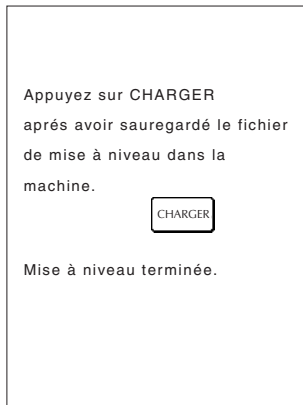 Appuyez sur CHARGER
aprés avoir sauregardé le fichier
de mise à niveau dans la
machine.
CHARGER
Mise à niveau terminée.